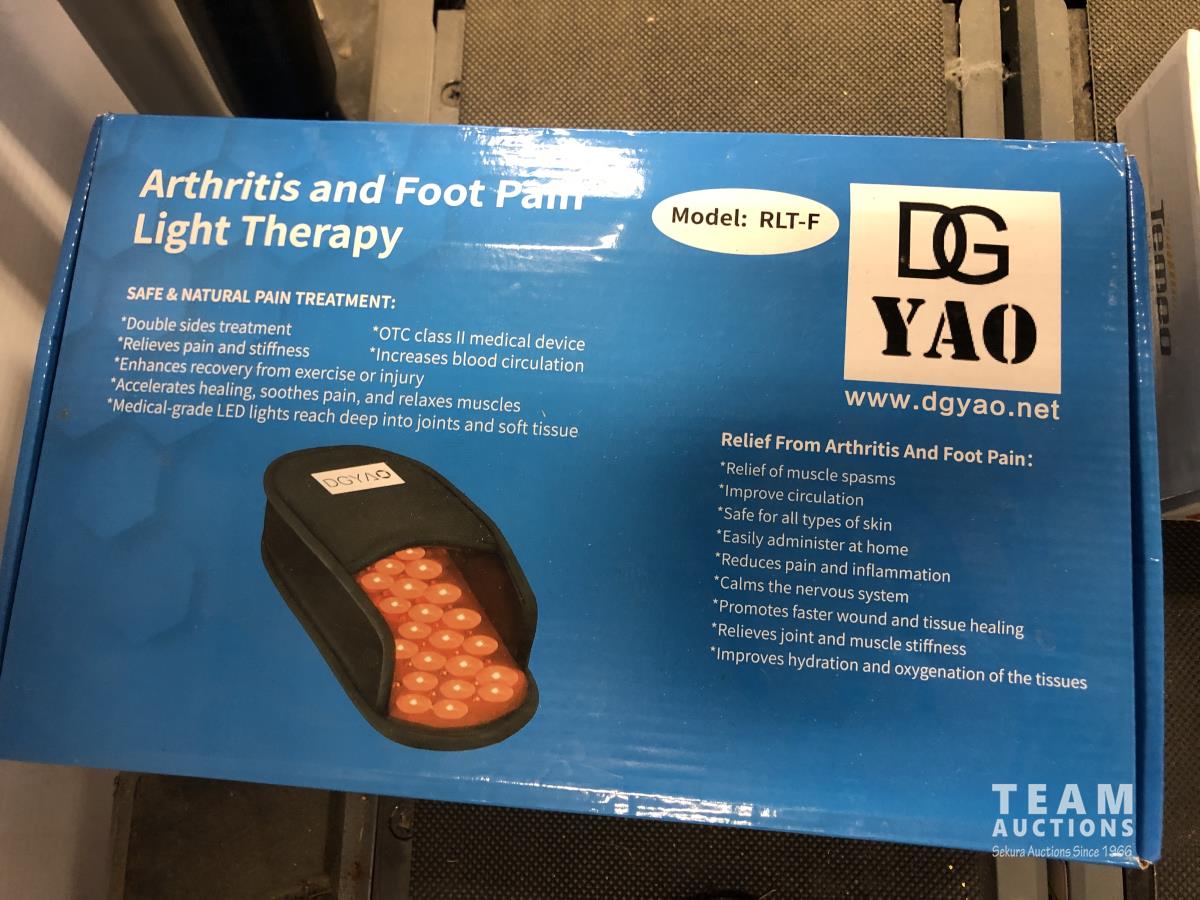 Arthritis and Foot Pain
Light Therapy
Model: RLT-F
DG
YAO
www.dgyao.net
SAFE & NATURAL PAIN TREATMENT:
*Double sides treatment
*OTC class II medical device
*Relieves pain and stiffness
*Increases blood circulation
*Enhances recovery from exercise or injury
*Accelerates healing, soothes pain, and relaxes muscles
*Medical-grade LED lights reach deep into joints and soft tissue
DGYAO
Relief From Arthritis And Foot Pain:
*Relief of muscle spasms
*Improve circulation
*Safe for all types of skin
*Easily administer at home
*Reduces pain and inflammation
*Calms the nervous system
*Promotes faster wound and tissue healing
*Relieves joint and muscle stiffness
*Improves hydration and oxygenation of the tissues
TEAM
AUCTIONS
Sekura Auctions Since 1966